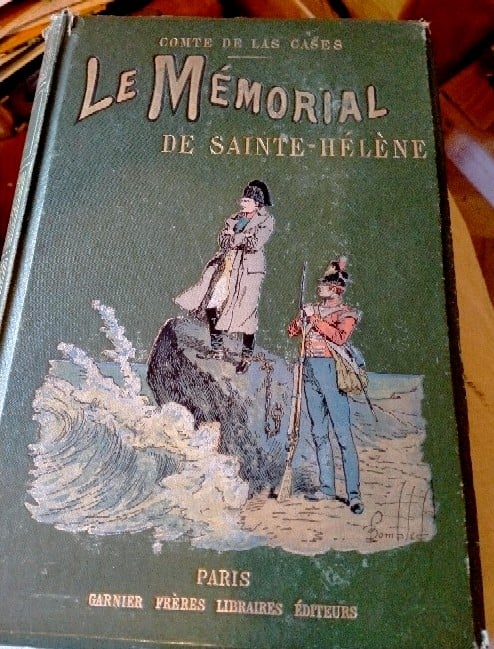 COMTE DE LAS CASES
LE MÉMORIAL
DE SAINTE-HÉLÈNE
PARIS
GARNIER FRÈRES LIBRAIRES ÉDITEURS